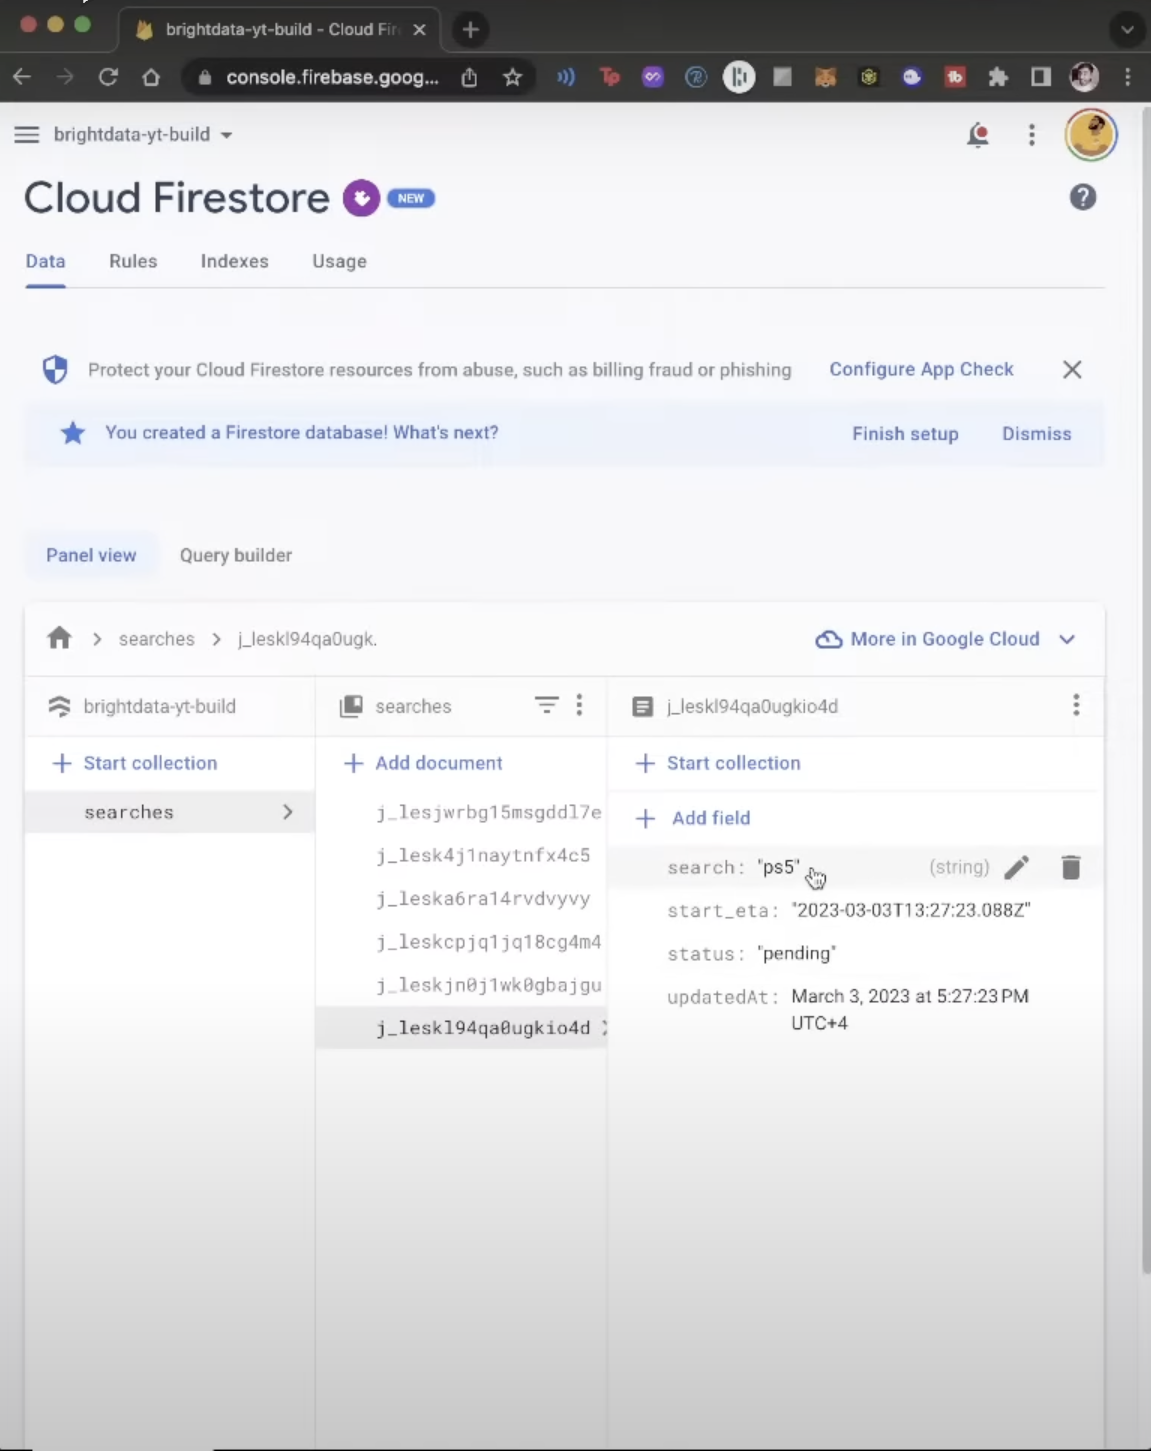 brightdata-yt-build - Cloud Fire
console.firebase.goog...
brightdata-yt-build
Cloud Firestore NEW
Data Rules Indexes Usage
Protect your Cloud Firestore resources from abuse, such as billing fraud or phishing Configure App Check
You created a Firestore database! What's next? Finish setup Dismiss
Panel view Query builder
searches j_leskl94qa0ugk. More in Google Cloud
brightdata-yt-build searches j_leskl94qa0ugkio4d
+ Start collection + Add document + Start collection
searches j_lesjwrbg15msgddl7e + Add field
j_lesk4j1naytnfx4c5 search: "ps5" (string)
j_leska6ra14rvdvyvy start_eta: "2023-03-03T13:27:23.088Z"
j_leskcpjq1jq18cg4m4 status: "pending"
j_leskjn0j1wk0gbajgu updatedAt: March 3, 2023 at 5:27:23 PM
j_leskl94qa0ugkio4d UTC+4